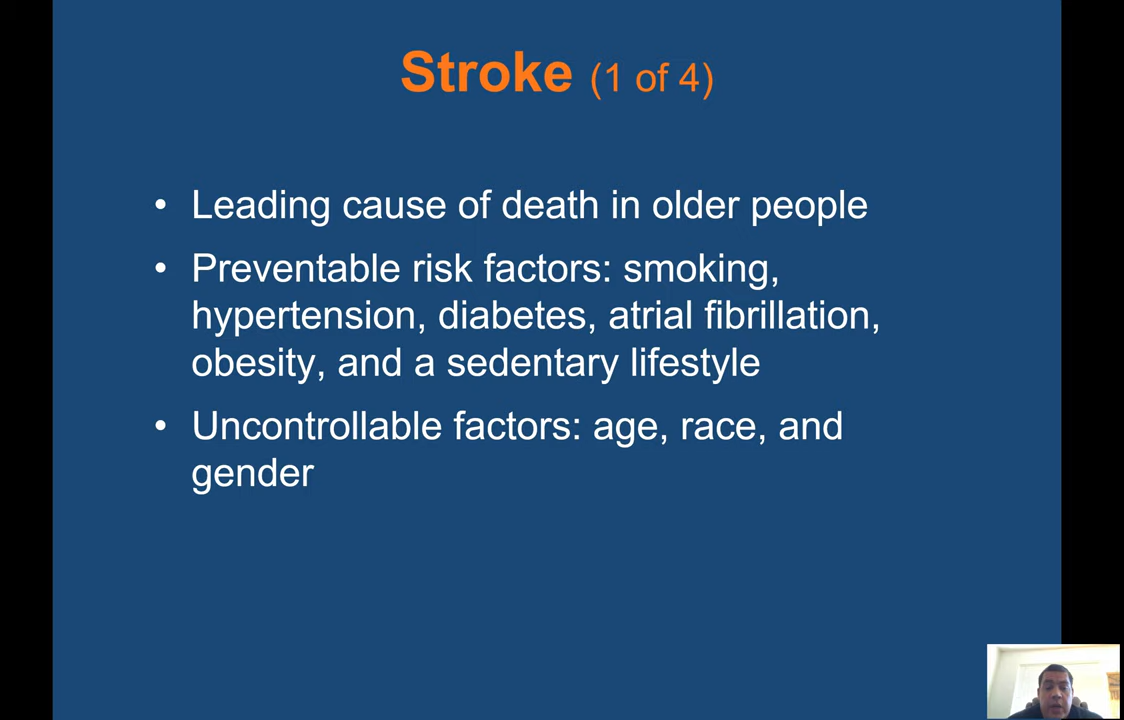 Stroke (1 of 4)
• Leading cause of death in older people
• Preventable risk factors: smoking,
hypertension, diabetes, atrial fibrillation,
obesity, and a sedentary lifestyle
• Uncontrollable factors: age, race, and
gender